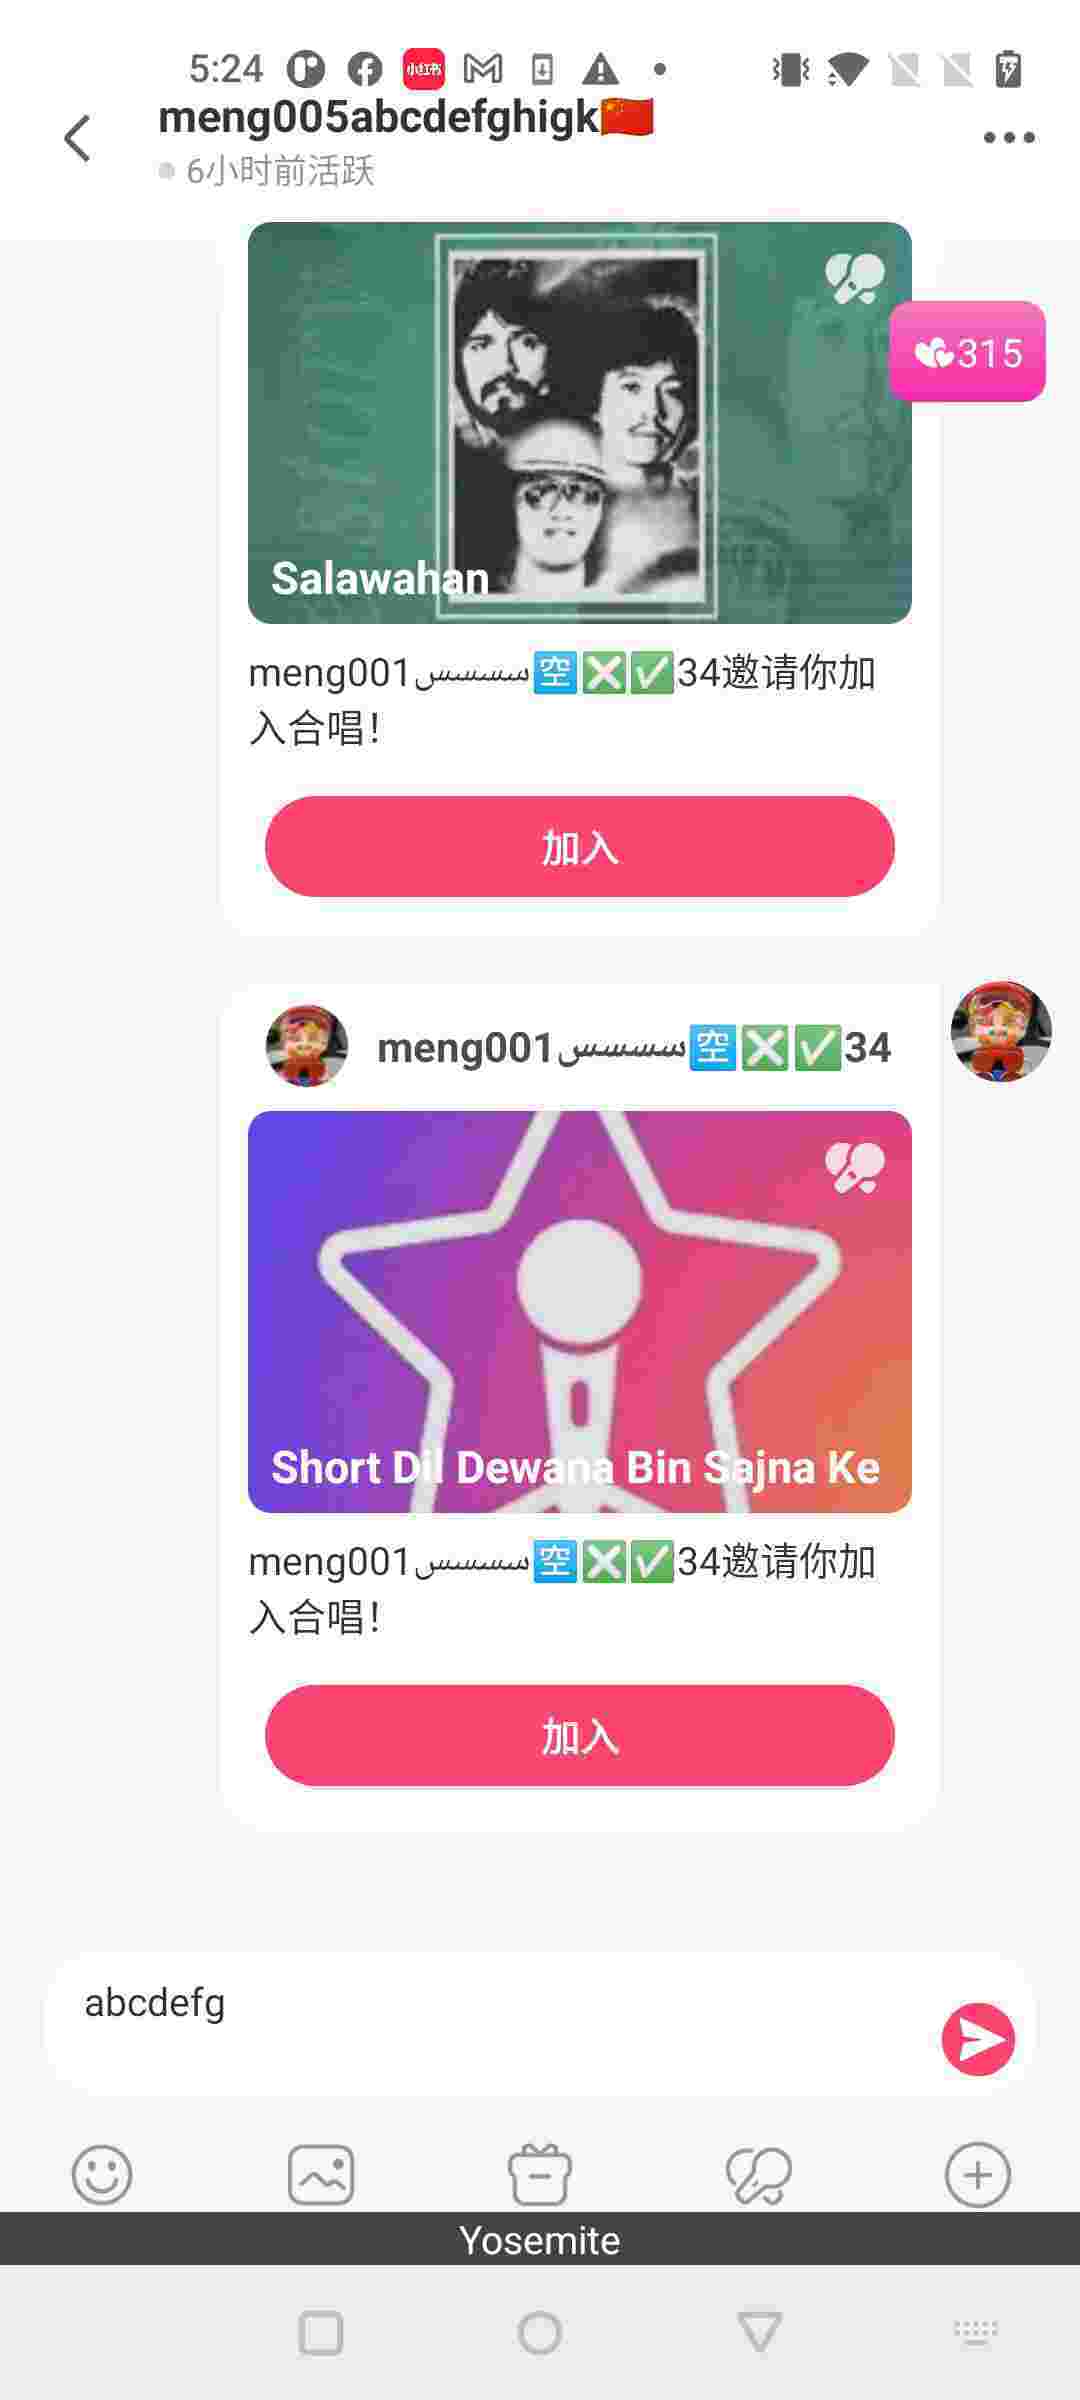 5:24
小红书
meng005abcdefghigk🇨🇳
6小时前活跃
315
Salawahan
meng001سسسسس🈳❎✅34邀请你加
入合唱！
加入
meng001سسسسس🈳❎✅34
Short Dil Dewana Bin Sajna Ke
meng001سسسسس🈳❎✅34邀请你加
入合唱！
加入
abcdefg
Yosemite